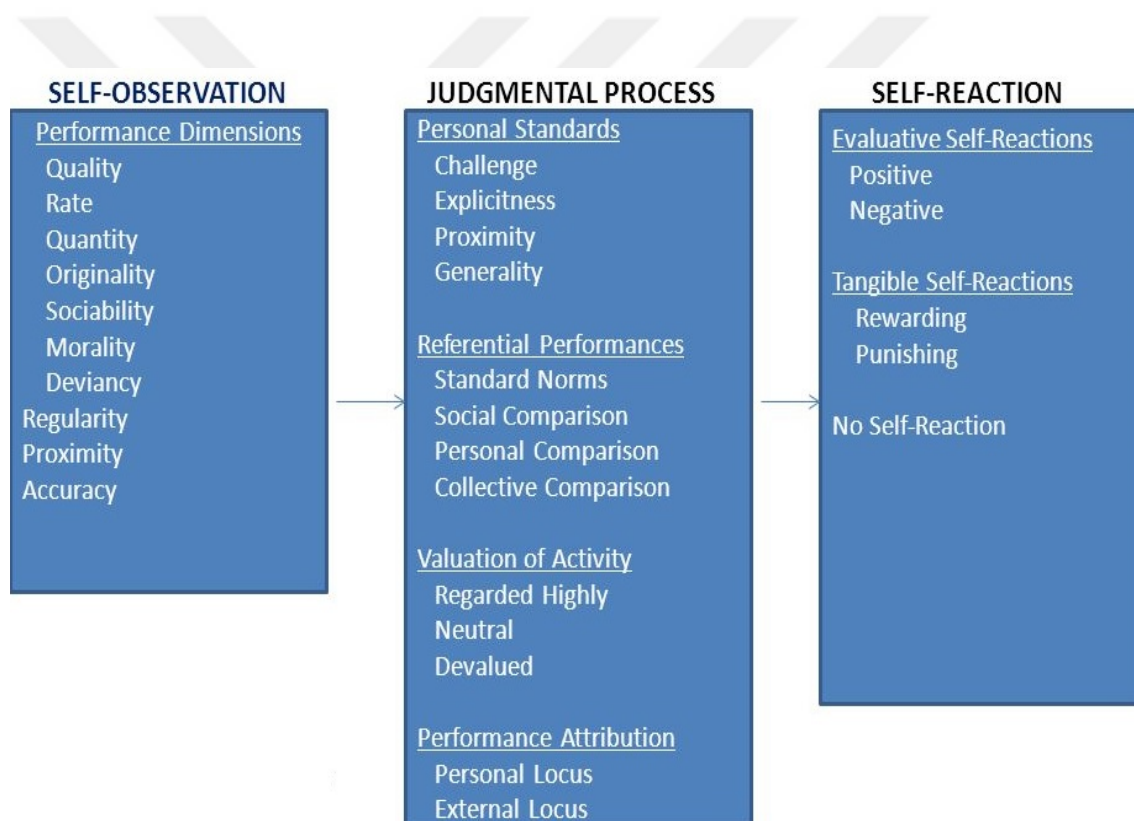 SELF-OBSERVATION
Performance Dimensions
Quality
Rate
Quantity
Originality
Sociability
Morality
Deviancy
Regularity
Proximity
Accuracy
JUDGMENTAL PROCESS
Personal Standards
Challenge
Explicitness
Proximity
Generality
Referential Performances
Standard Norms
Social Comparison
Personal Comparison
Collective Comparison
Valuation of Activity
Regarded Highly
Neutral
Devalued
Performance Attribution
Personal Locus
External Locus
SELF-REACTION
Evaluative Self-Reactions
Positive
Negative
Tangible Self-Reactions
Rewarding
Punishing
No Self-Reaction